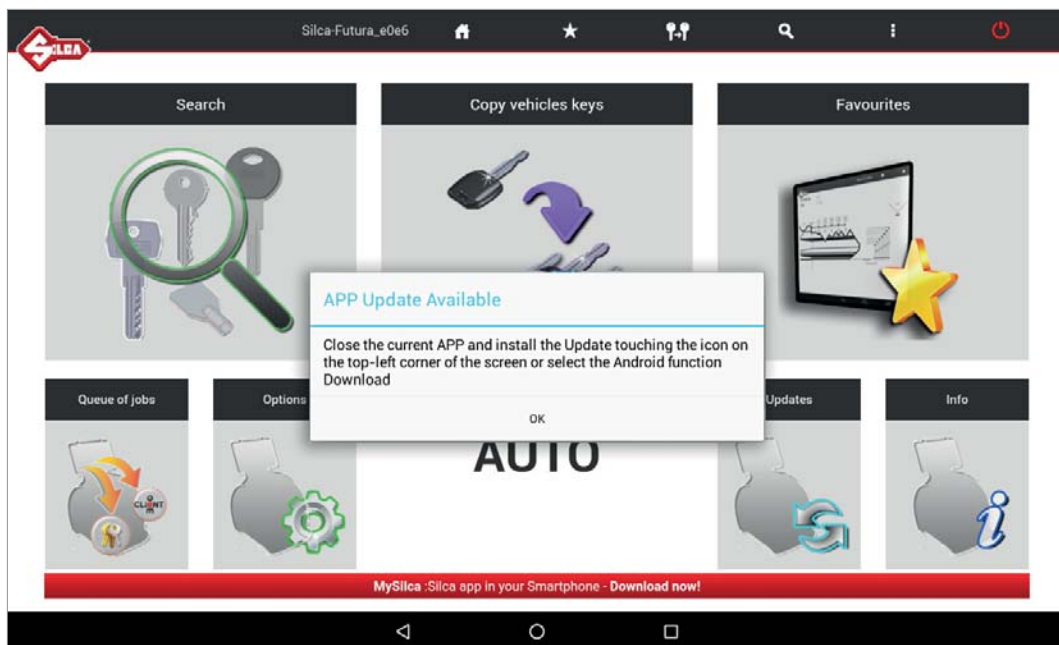 SILCA
Silca-Futura_e0e6
Search
Copy vehicles keys
Favourites
APP Update Available
Close the current APP and install the Update touching the icon on
the top-left corner of the screen or select the Android function
Download
OK
Queue of jobs
Options
Updates
Info
AUTO
CLIENT
MySilca :Silca app in your Smartphone - Download now!